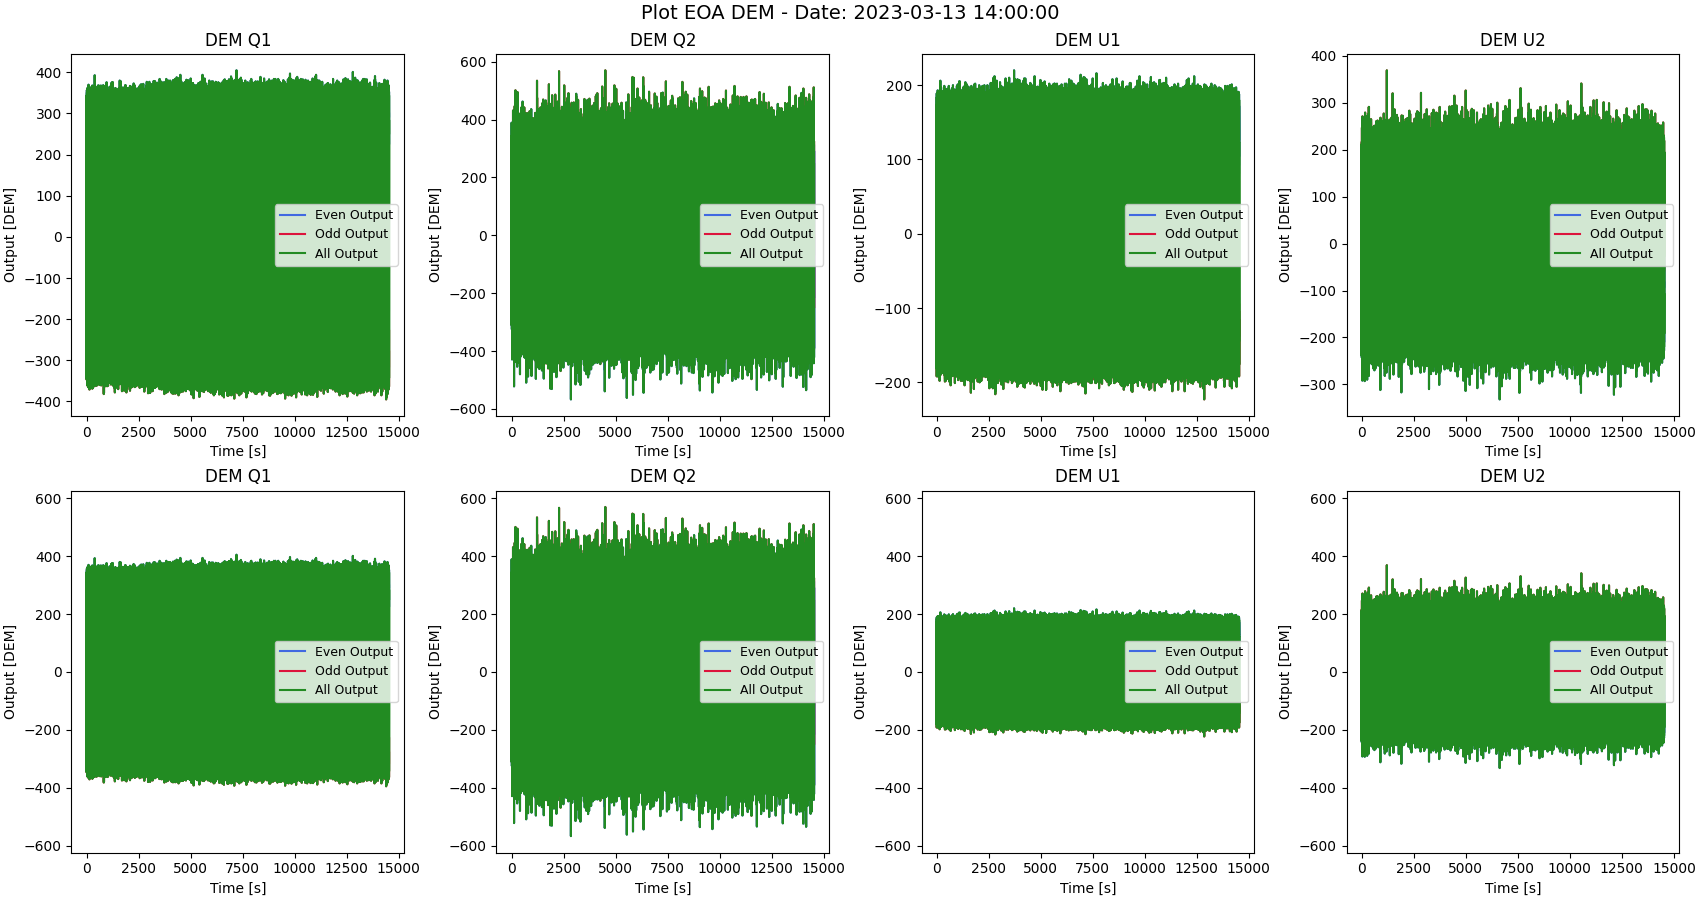 Plot EOA DEM - Date: 2023-03-13 14:00:00
DEM Q1
Output [DEM]
400
300
200
100
0
−100
−200
−300
−400
Even Output
Odd Output
All Output
0 2500 5000 7500 10000 12500 15000
Time [s]
DEM Q2
Output [DEM]
600
400
200
0
−200
−400
−600
Even Output
Odd Output
All Output
0 2500 5000 7500 10000 12500 15000
Time [s]
DEM U1
Output [DEM]
200
100
0
−100
−200
Even Output
Odd Output
All Output
0 2500 5000 7500 10000 12500 15000
Time [s]
DEM U2
Output [DEM]
400
300
200
100
0
−100
−200
−300
Even Output
Odd Output
All Output
0 2500 5000 7500 10000 12500 15000
Time [s]
DEM Q1
Output [DEM]
600
400
200
0
−200
−400
−600
Even Output
Odd Output
All Output
0 2500 5000 7500 10000 12500 15000
Time [s]
DEM Q2
Output [DEM]
600
400
200
0
−200
−400
−600
Even Output
Odd Output
All Output
0 2500 5000 7500 10000 12500 15000
Time [s]
DEM U1
Output [DEM]
600
400
200
0
−200
−400
−600
Even Output
Odd Output
All Output
0 2500 5000 7500 10000 12500 15000
Time [s]
DEM U2
Output [DEM]
600
400
200
0
−200
−400
−600
Even Output
Odd Output
All Output
0 2500 5000 7500 10000 12500 15000
Time [s]